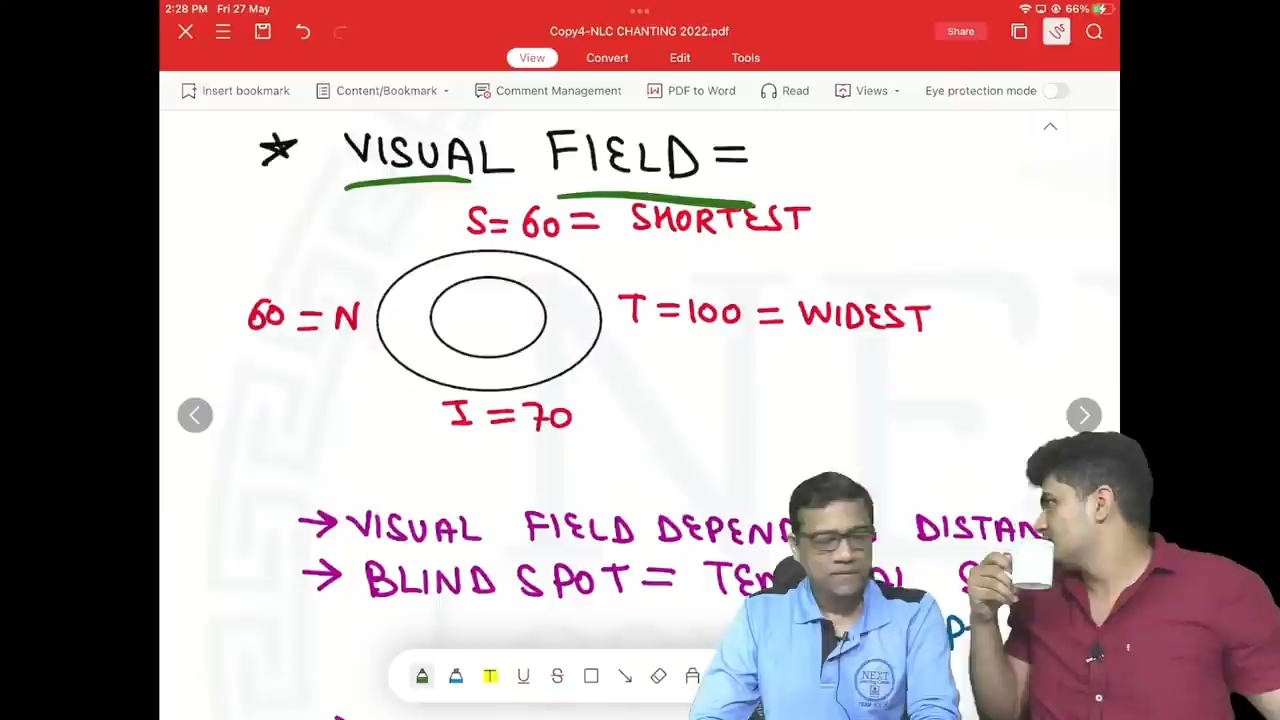 2:28 PM Fri 27 May
66%
Copy4-NLC CHANTING 2022.pdf
Share
View Convert Edit Tools
Insert bookmark Content/Bookmark Comment Management PDF to Word Read Views Eye protection mode
* VISUAL FIELD =
S = 60 = SHORTEST
60 = N
T = 100 = WIDEST
I = 70
→ VISUAL FIELD DEPEN DISTAN
→ BLIND SPOT =
T U S
NEXT